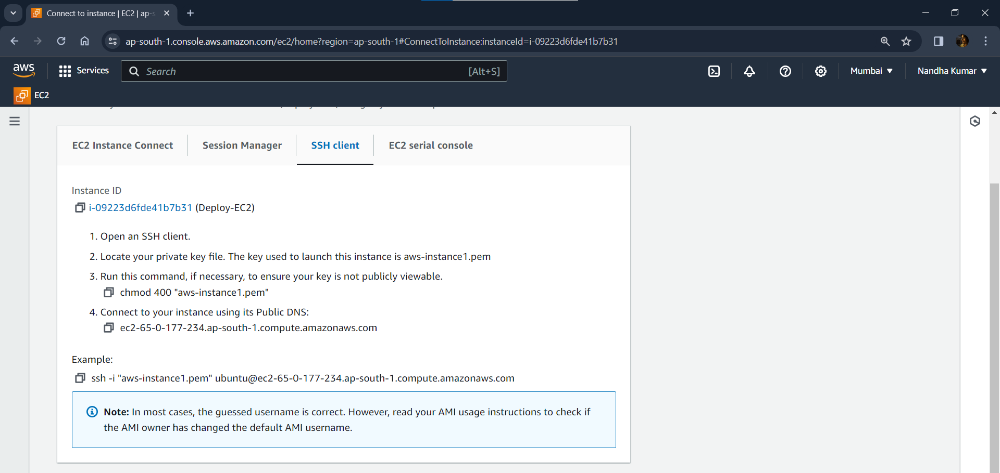 Connect to instance | EC2 | ap-s
ap-south-1.console.aws.amazon.com/ec2/home?region=ap-south-1#ConnectToInstance:instanceId=i-09223d6fde41b7b31
aws
Services
Search
[Alt+S]
Mumbai
Nandha Kumar
EC2
EC2 Instance Connect
Session Manager
SSH client
EC2 serial console
Instance ID
i-09223d6fde41b7b31 (Deploy-EC2)
1. Open an SSH client.
2. Locate your private key file. The key used to launch this instance is aws-instance1.pem
3. Run this command, if necessary, to ensure your key is not publicly viewable.
chmod 400 "aws-instance1.pem"
4. Connect to your instance using its Public DNS:
ec2-65-0-177-234.ap-south-1.compute.amazonaws.com
Example:
ssh -i "aws-instance1.pem" ubuntu@ec2-65-0-177-234.ap-south-1.compute.amazonaws.com
Note: In most cases, the guessed username is correct. However, read your AMI usage instructions to check if
the AMI owner has changed the default AMI username.